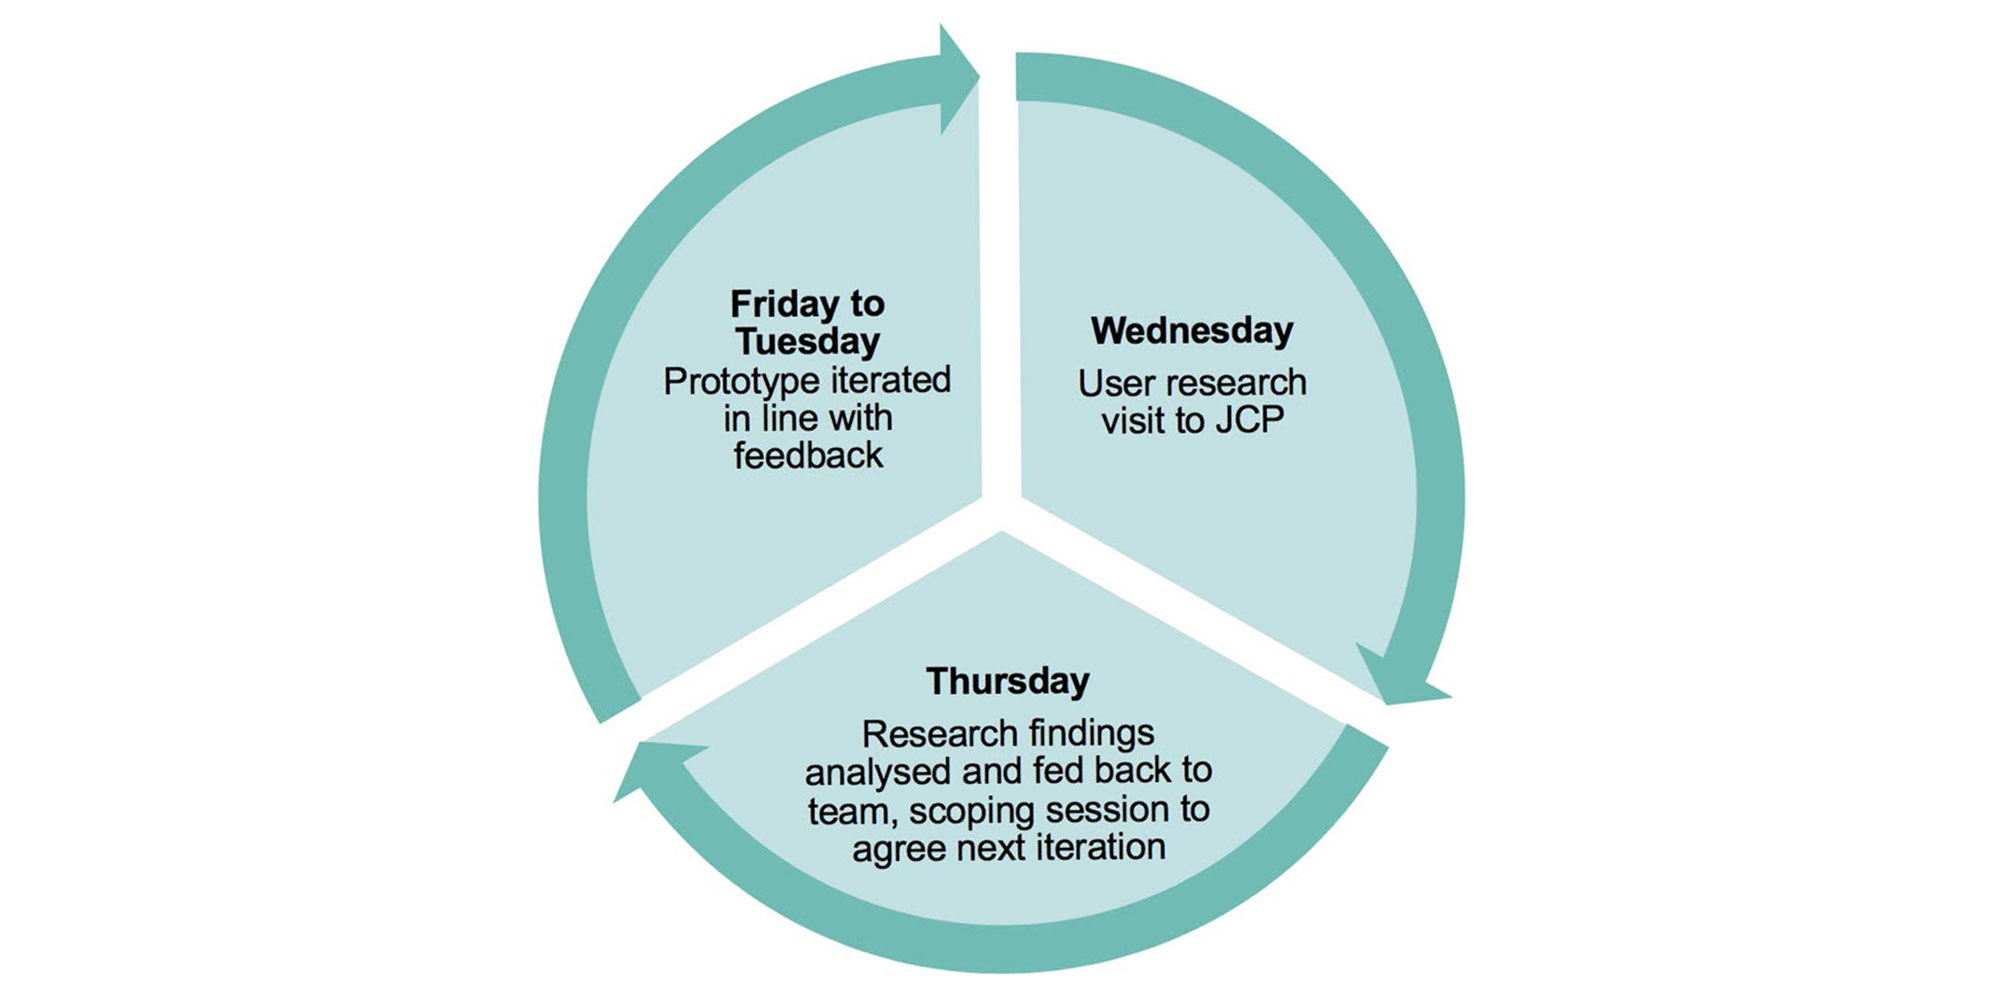 Friday to
Tuesday
Prototype iterated
in line with
feedback
Wednesday
User research
visit to JCP
Thursday
Research findings
analysed and fed back to
team, scoping session to
agree next iteration